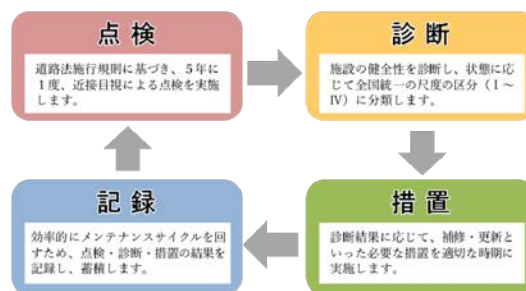 点検
道路法施行規則に基づき、５年に
１度、近接目視による点検を実施
します。
診断
施設の健全性を診断し、状態に応
じて全国統一の尺度の区分（Ⅰ～
Ⅳ）に分類します。
措置
診断結果に応じて、補修・更新と
いった必要な措置を適切な時期に
実施します。
記録
効率的にメンテナンスサイクルを回
すため、点検・診断・措置の結果を
記録し、蓄積します。